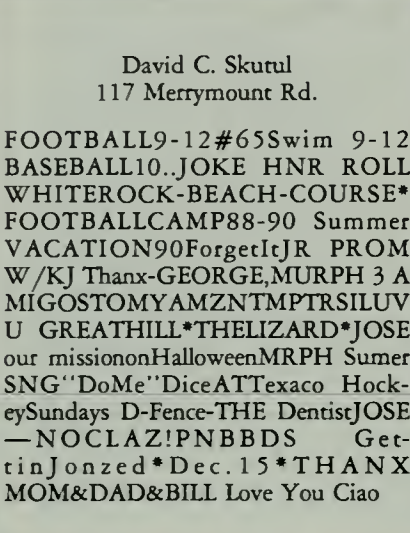 David C. Skutul
117 Merrymount Rd.
FOOTBALL9-12#65Swim 9-12
BASEBALL10..JOKE HNR ROLL
WHITEROCK-BEACH-COURSE*
FOOTBALLCAMP88-90 Summer
VACATION90ForgetItJR PROM
W/KJ Thanx-GEORGE,MURPH 3 A
MIGOSTOMYAMZNTMPTRSILUV
U GREATHILL*THELIZARD*JOSE
our missiononHalloweenMRPH Sumer
SNG"DoMe"DiceATTexaco Hock-
eySundays D-Fence-THE DentistJOSE
—NOCLAZ!PNBBDS Get-
tinJonzed*Dec.15*THANX
MOM&DAD&BILL Love You Ciao